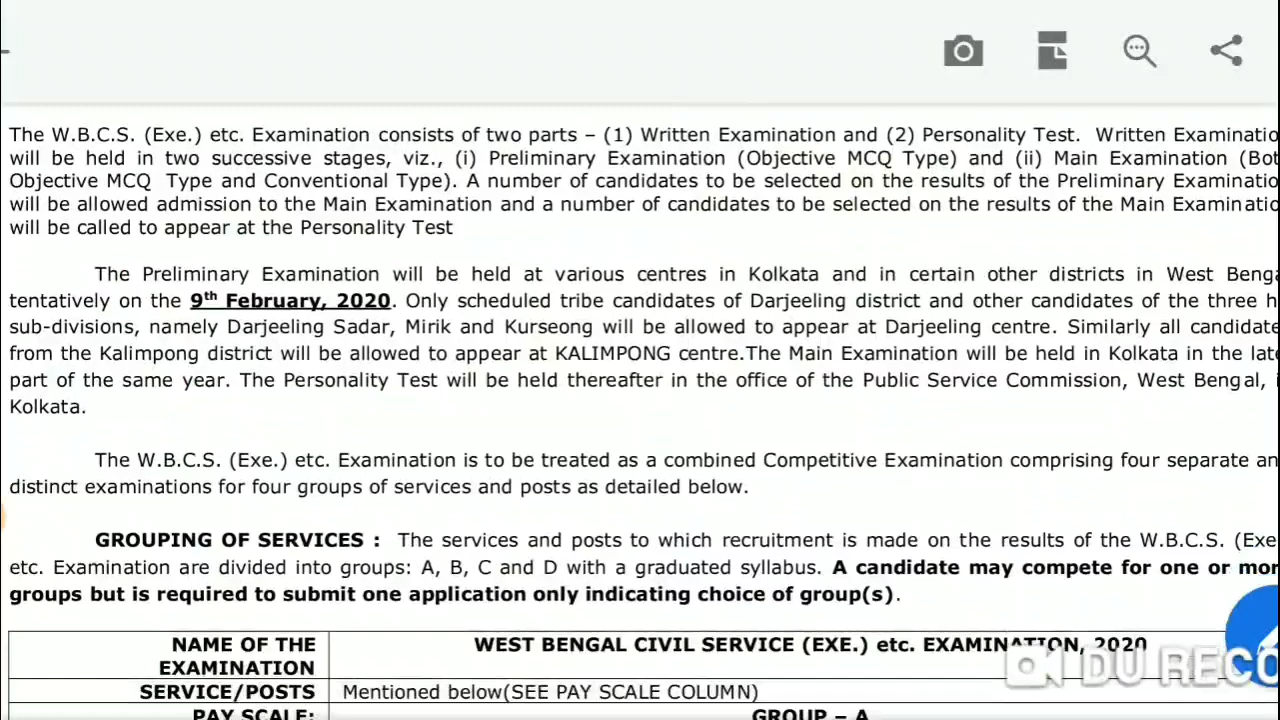 The W.B.C.S. (Exe.) etc. Examination consists of two parts – (1) Written Examination and (2) Personality Test. Written Examinatio
will be held in two successive stages, viz., (i) Preliminary Examination (Objective MCQ Type) and (ii) Main Examination (Bot
Objective MCQ Type and Conventional Type). A number of candidates to be selected on the results of the Preliminary Examinatio
will be allowed admission to the Main Examination and a number of candidates to be selected on the results of the Main Examinatio
will be called to appear at the Personality Test
The Preliminary Examination will be held at various centres in Kolkata and in certain other districts in West Benga
tentatively on the 9th February, 2020. Only scheduled tribe candidates of Darjeeling district and other candidates of the three h
sub-divisions, namely Darjeeling Sadar, Mirik and Kurseong will be allowed to appear at Darjeeling centre. Similarly all candidate
from the Kalimpong district will be allowed to appear at KALIMPONG centre.The Main Examination will be held in Kolkata in the late
part of the same year. The Personality Test will be held thereafter in the office of the Public Service Commission, West Bengal, i
Kolkata.
The W.B.C.S. (Exe.) etc. Examination is to be treated as a combined Competitive Examination comprising four separate an
distinct examinations for four groups of services and posts as detailed below.
GROUPING OF SERVICES : The services and posts to which recruitment is made on the results of the W.B.C.S. (Exe
etc. Examination are divided into groups: A, B, C and D with a graduated syllabus. A candidate may compete for one or mor
groups but is required to submit one application only indicating choice of group(s).
NAME OF THE EXAMINATION WEST BENGAL CIVIL SERVICE (EXE.) etc. EXAMINATION, 2020
SERVICE/POSTS Mentioned below(SEE PAY SCALE COLUMN)
PAY SCALE: GROUP – A
DU RECO